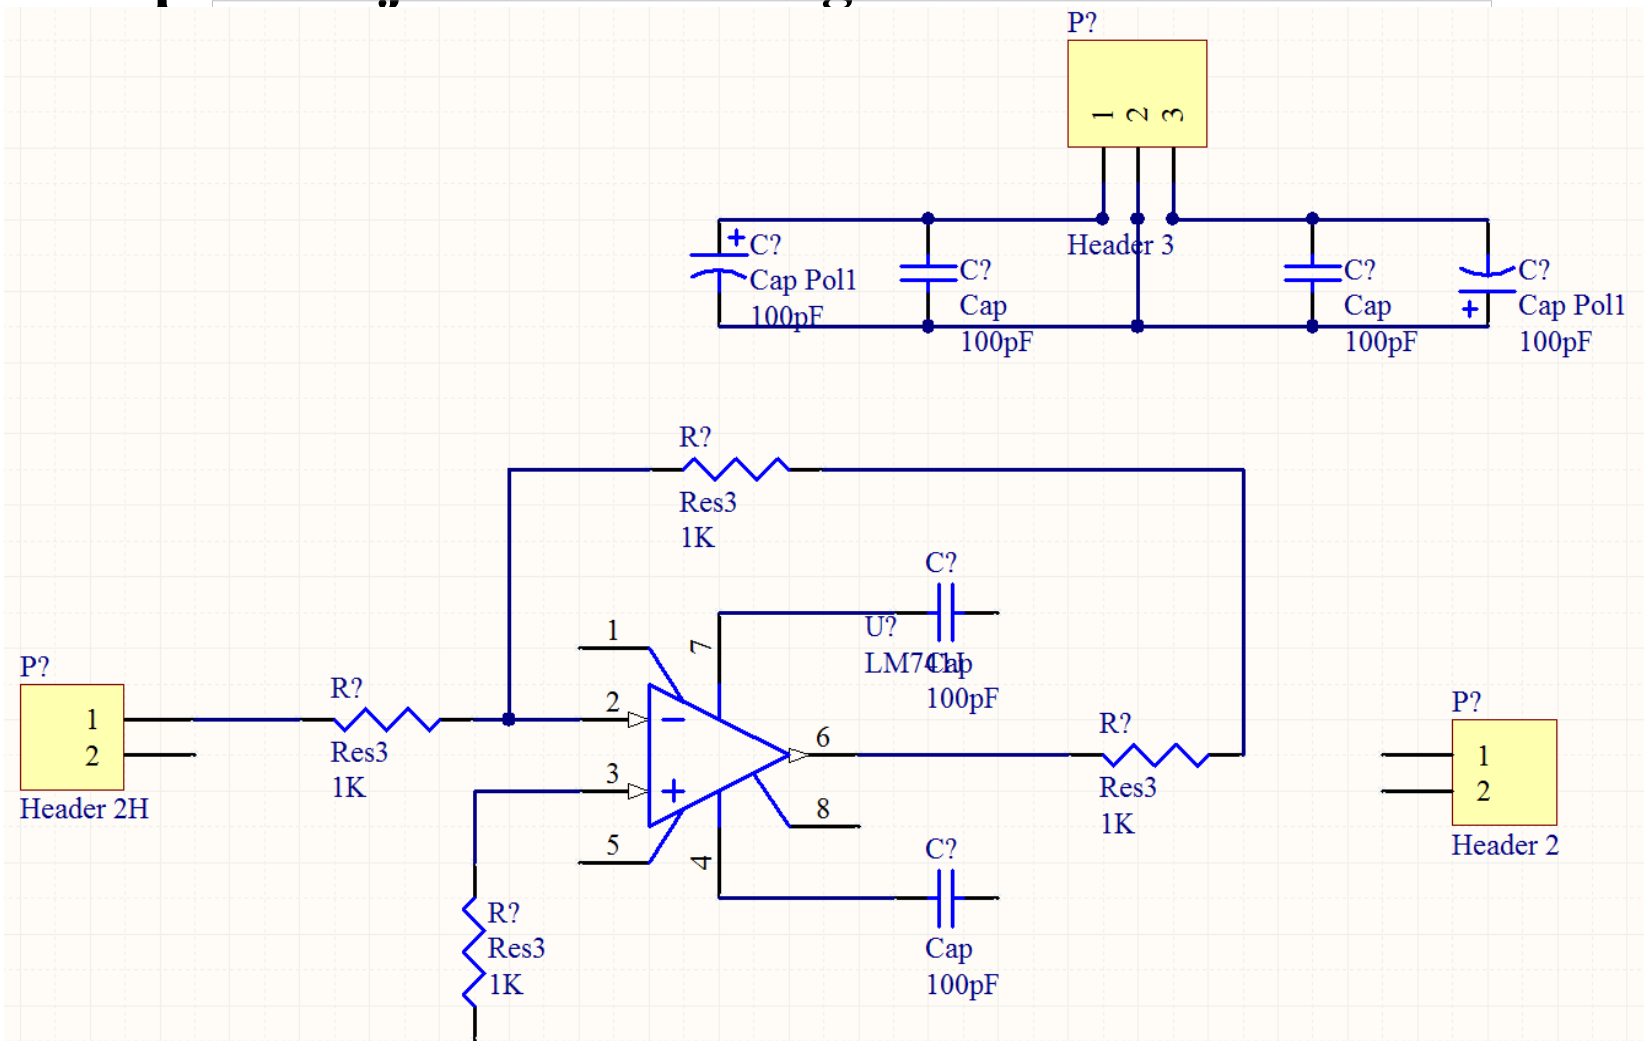 P?
1 2 3
Header 3
C?
Cap Pol1
100pF
C?
Cap
100pF
C?
Cap
100pF
C?
Cap Pol1
100pF
R?
Res3
1K
C?
Cap
100pF
U?
LM741J
1
7
2
3
5
4
6
8
P?
1
2
Header 2H
R?
Res3
1K
R?
Res3
1K
P?
1
2
Header 2
C?
Cap
100pF
R?
Res3
1K